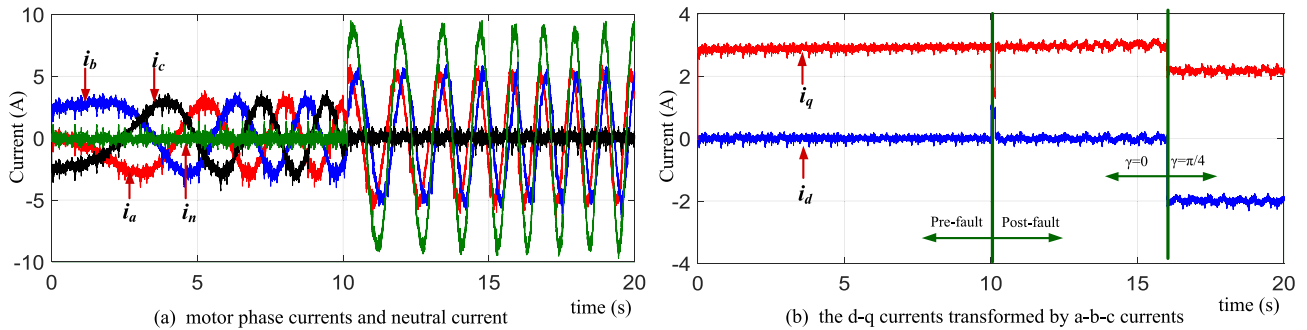 10
5
0
-5
-10
Current (A)
i_b
i_c
i_a
i_n
0
5
10
15
20
time (s)
(a) motor phase currents and neutral current
4
2
0
-2
-4
Current (A)
i_q
i_d
γ=0
γ=π/4
Pre-fault
Post-fault
0
5
10
15
20
time (s)
(b) the d-q currents transformed by a-b-c currents